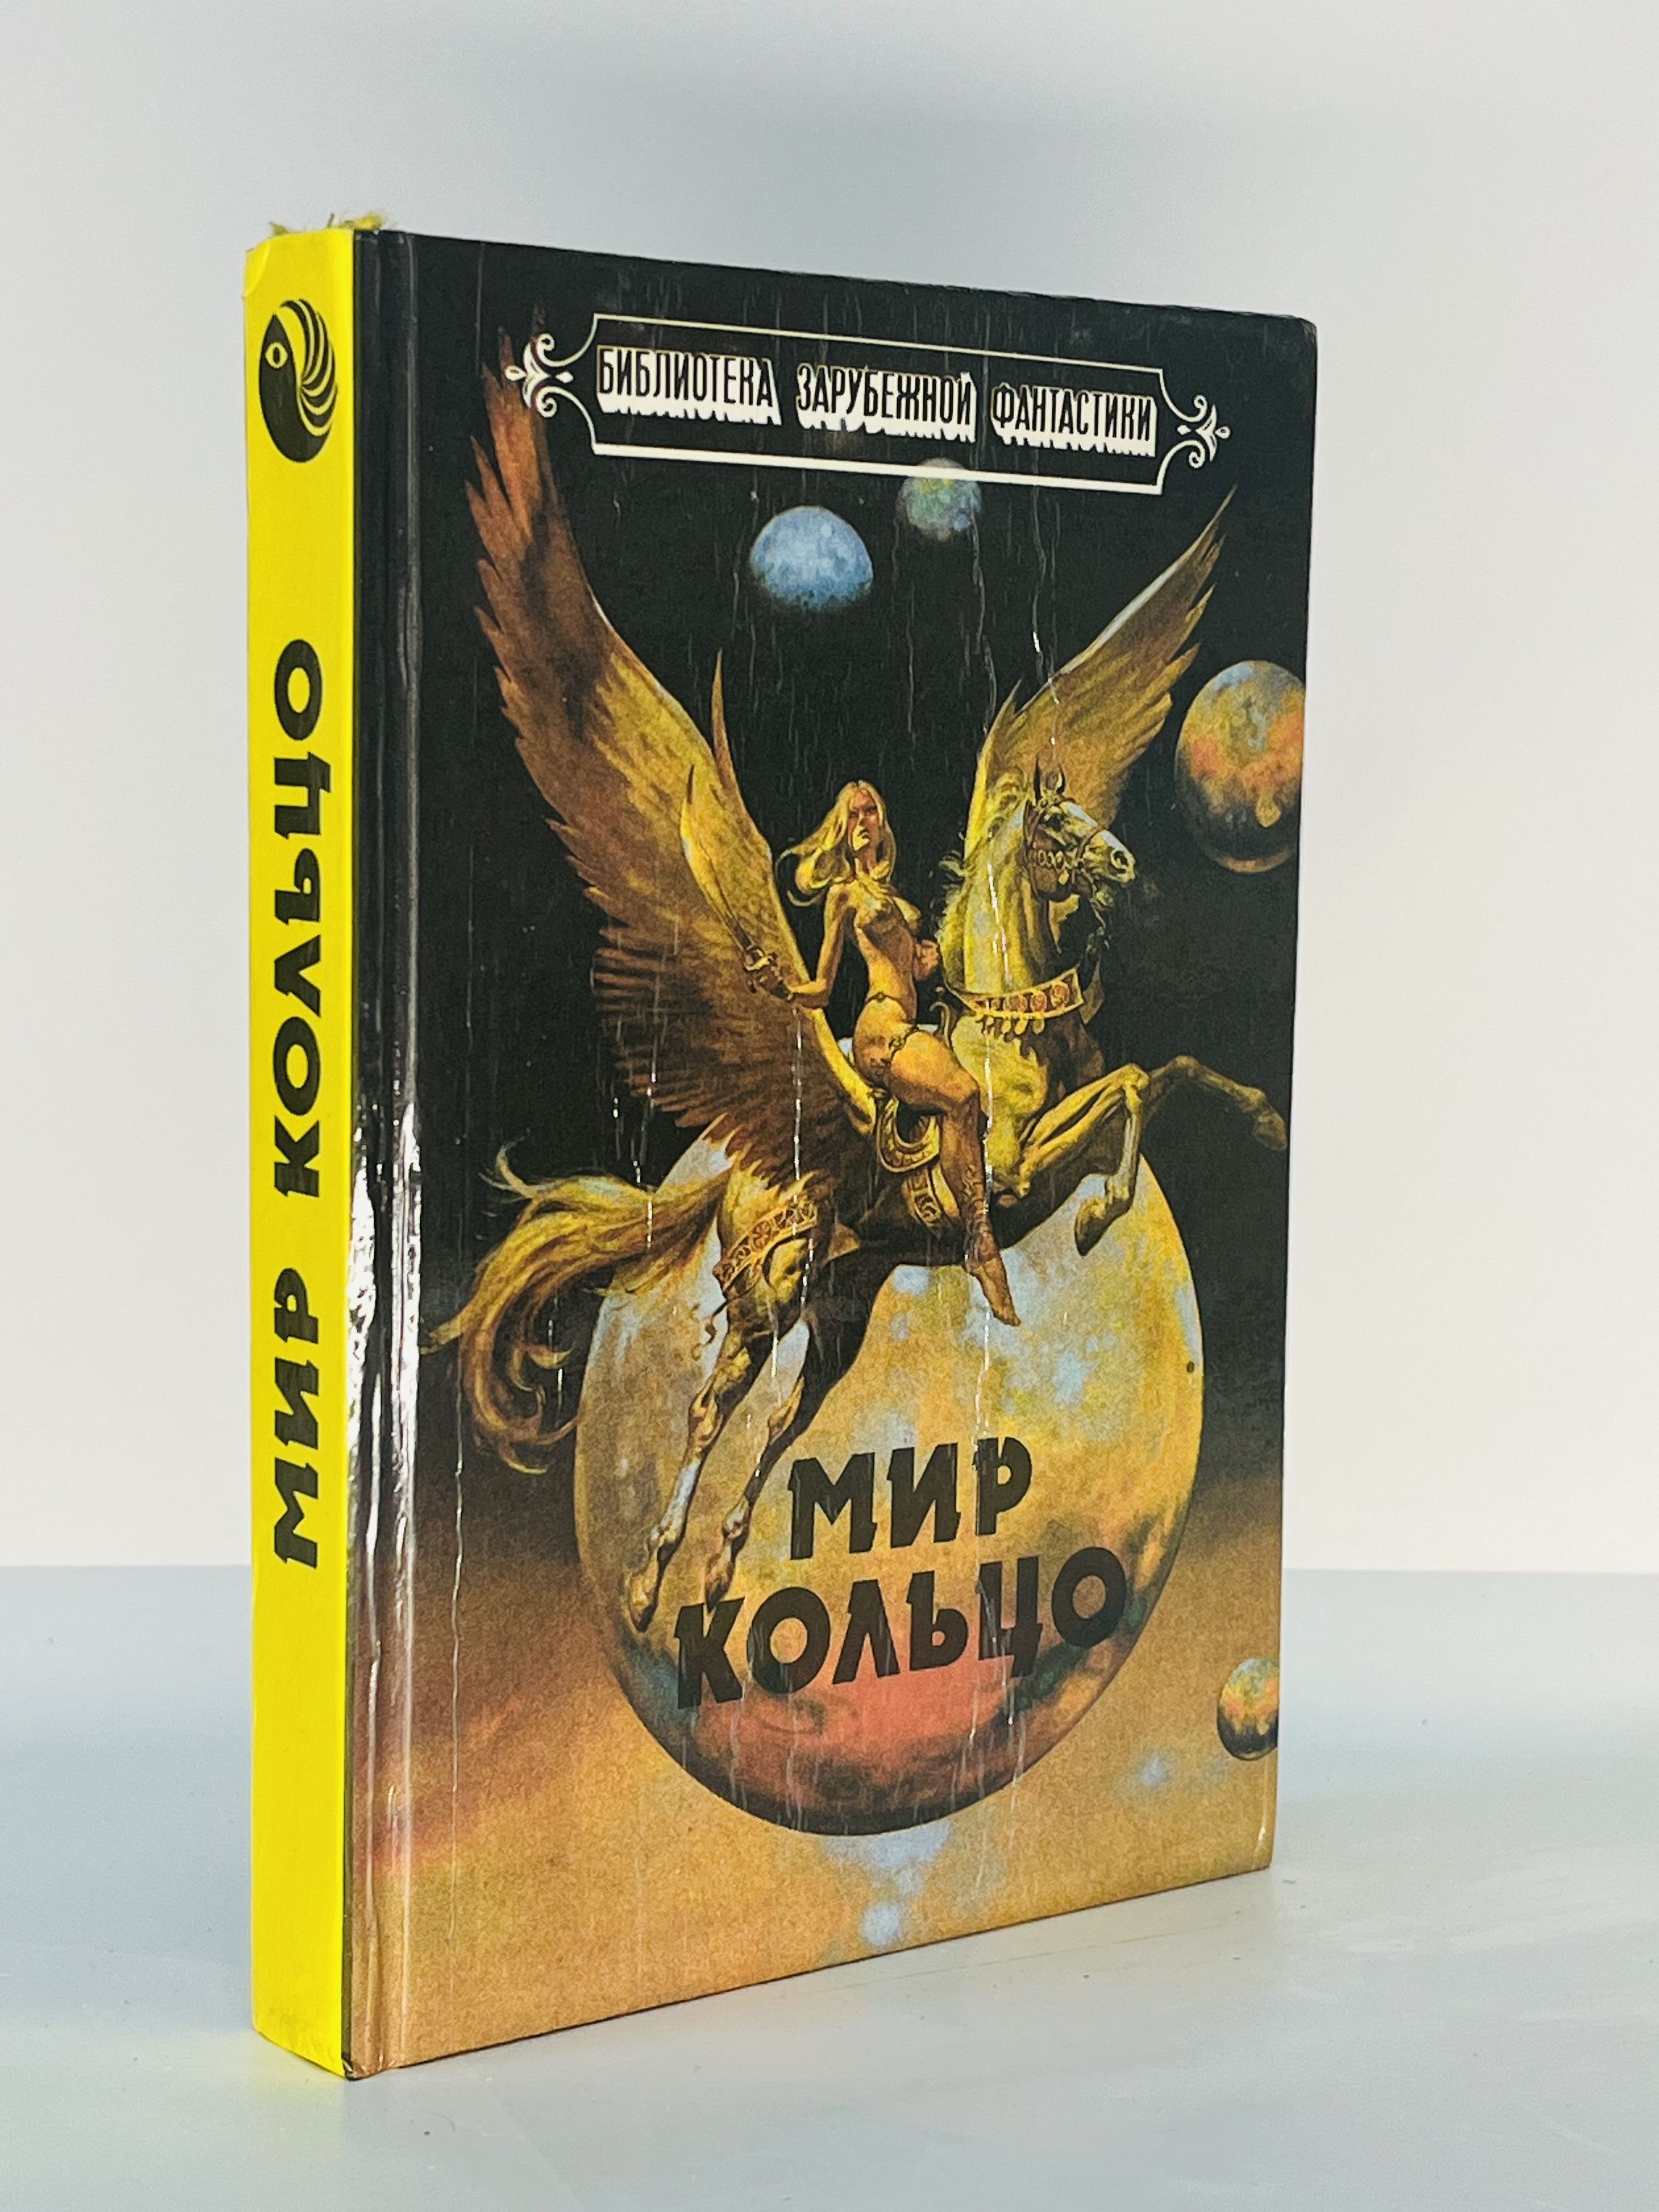 МИР КОЛЬЦО
БИБЛИОТЕКА ЗАРУБЕЖНОЙ ФАНТАСТИКИ
МИР
КОЛЬЦО